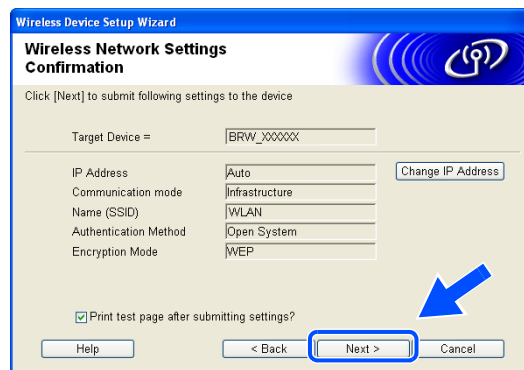 Wireless Device Setup Wizard
Wireless Network Settings
Confirmation
Click [Next] to submit following settings to the device
Target Device = BRW_XXXXXX
IP Address Auto Change IP Address
Communication mode Infrastructure
Name (SSID) WLAN
Authentication Method Open System
Encryption Mode WEP
Print test page after submitting settings?
Help < Back Next > Cancel